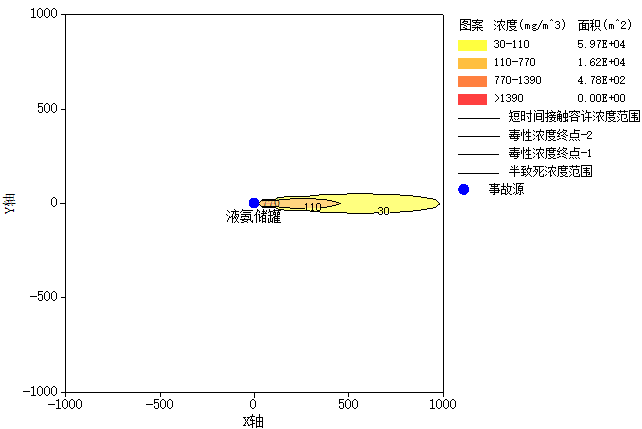 1000
500
0
-500
-1000
Y轴
-1000
-500
0
500
1000
X轴
液氨储罐
110
30
图案 浓度(mg/m^3) 面积(m^2)
30-110 5.97E+04
110-770 1.62E+04
770-1390 4.78E+02
>1390 0.00E+00
短时间接触容许浓度范围
毒性浓度终点-2
毒性浓度终点-1
半致死浓度范围
事故源